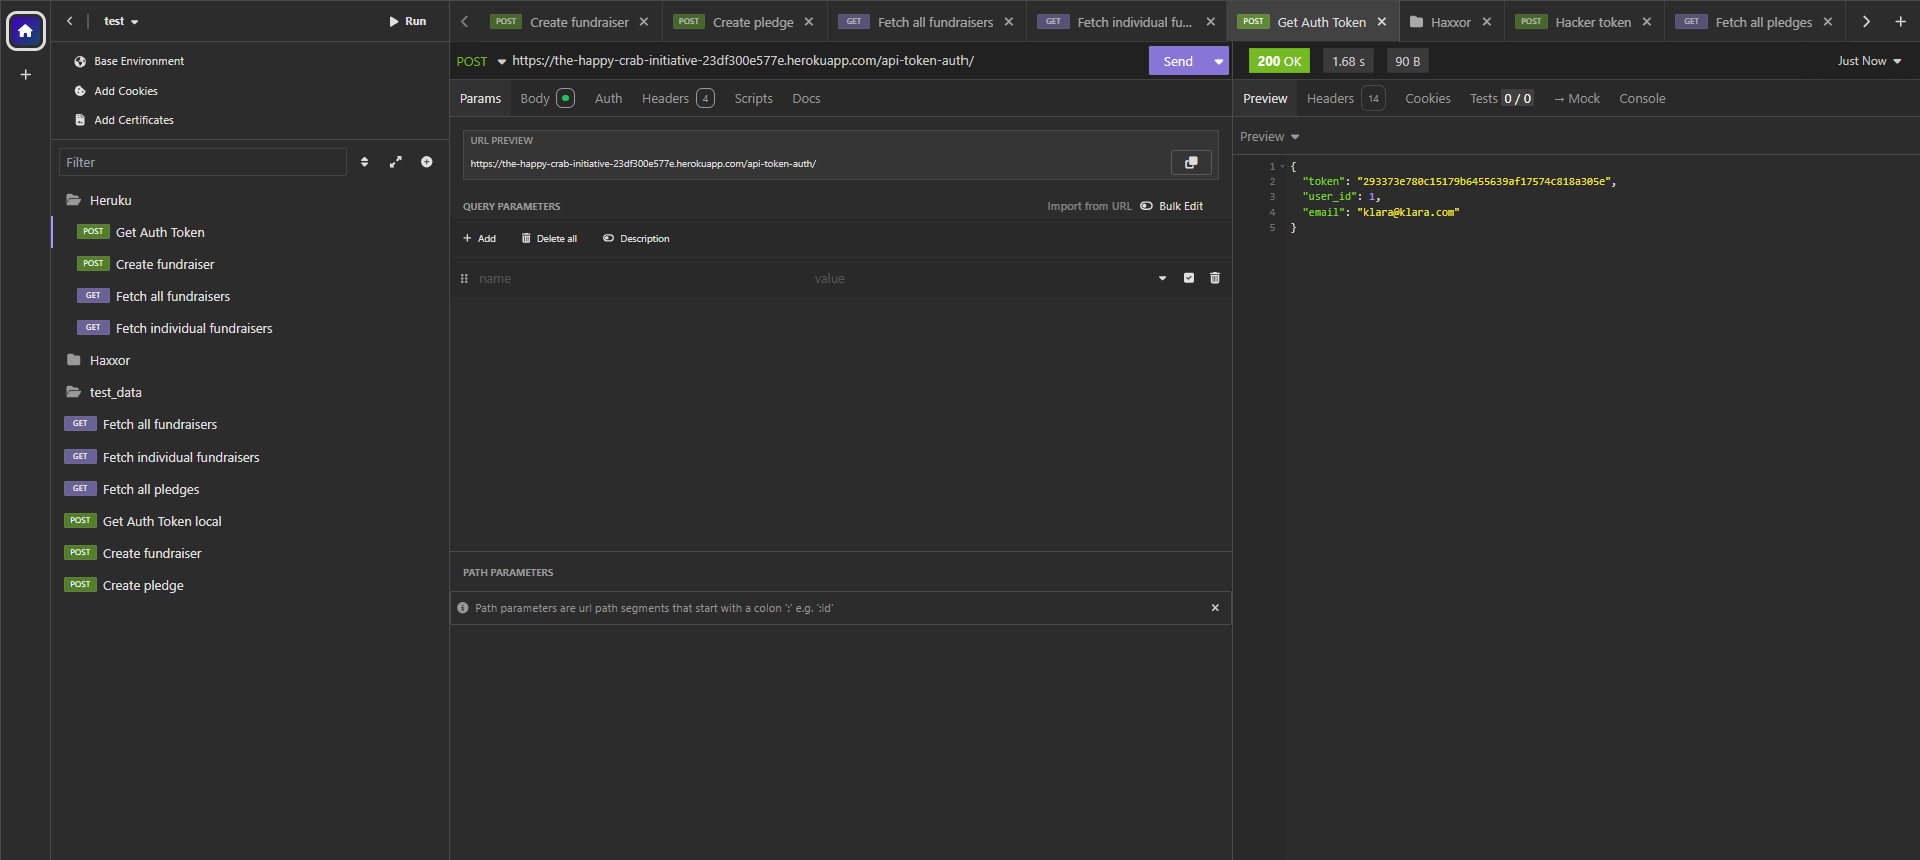 test
Run
Base Environment
Add Cookies
Add Certificates
Filter
Heruku
POST Get Auth Token
POST Create fundraiser
GET Fetch all fundraisers
GET Fetch individual fundraisers
Haxxor
test_data
GET Fetch all fundraisers
GET Fetch individual fundraisers
GET Fetch all pledges
POST Get Auth Token local
POST Create fundraiser
POST Create pledge
POST Create fundraiser
POST Create pledge
GET Fetch all fundraisers
GET Fetch individual fu...
POST Get Auth Token
Haxxor
POST Hacker token
GET Fetch all pledges
POST https://the-happy-crab-initiative-23df300e577e.herokuapp.com/api-token-auth/ Send
Params Body Auth Headers 4 Scripts Docs
URL PREVIEW
https://the-happy-crab-initiative-23df300e577e.herokuapp.com/api-token-auth/
QUERY PARAMETERS Import from URL Bulk Edit
Add Delete all Description
name value
PATH PARAMETERS
Path parameters are url path segments that start with a colon ':' e.g. ':id'
200 OK 1.68 s 90 B Just Now
Preview Headers 14 Cookies Tests 0 / 0 → Mock Console
Preview
1 {
2 "token": "293373e780c15179b6455639af17574c818a305e",
3 "user_id": 1,
4 "email": "klara@klara.com"
5 }